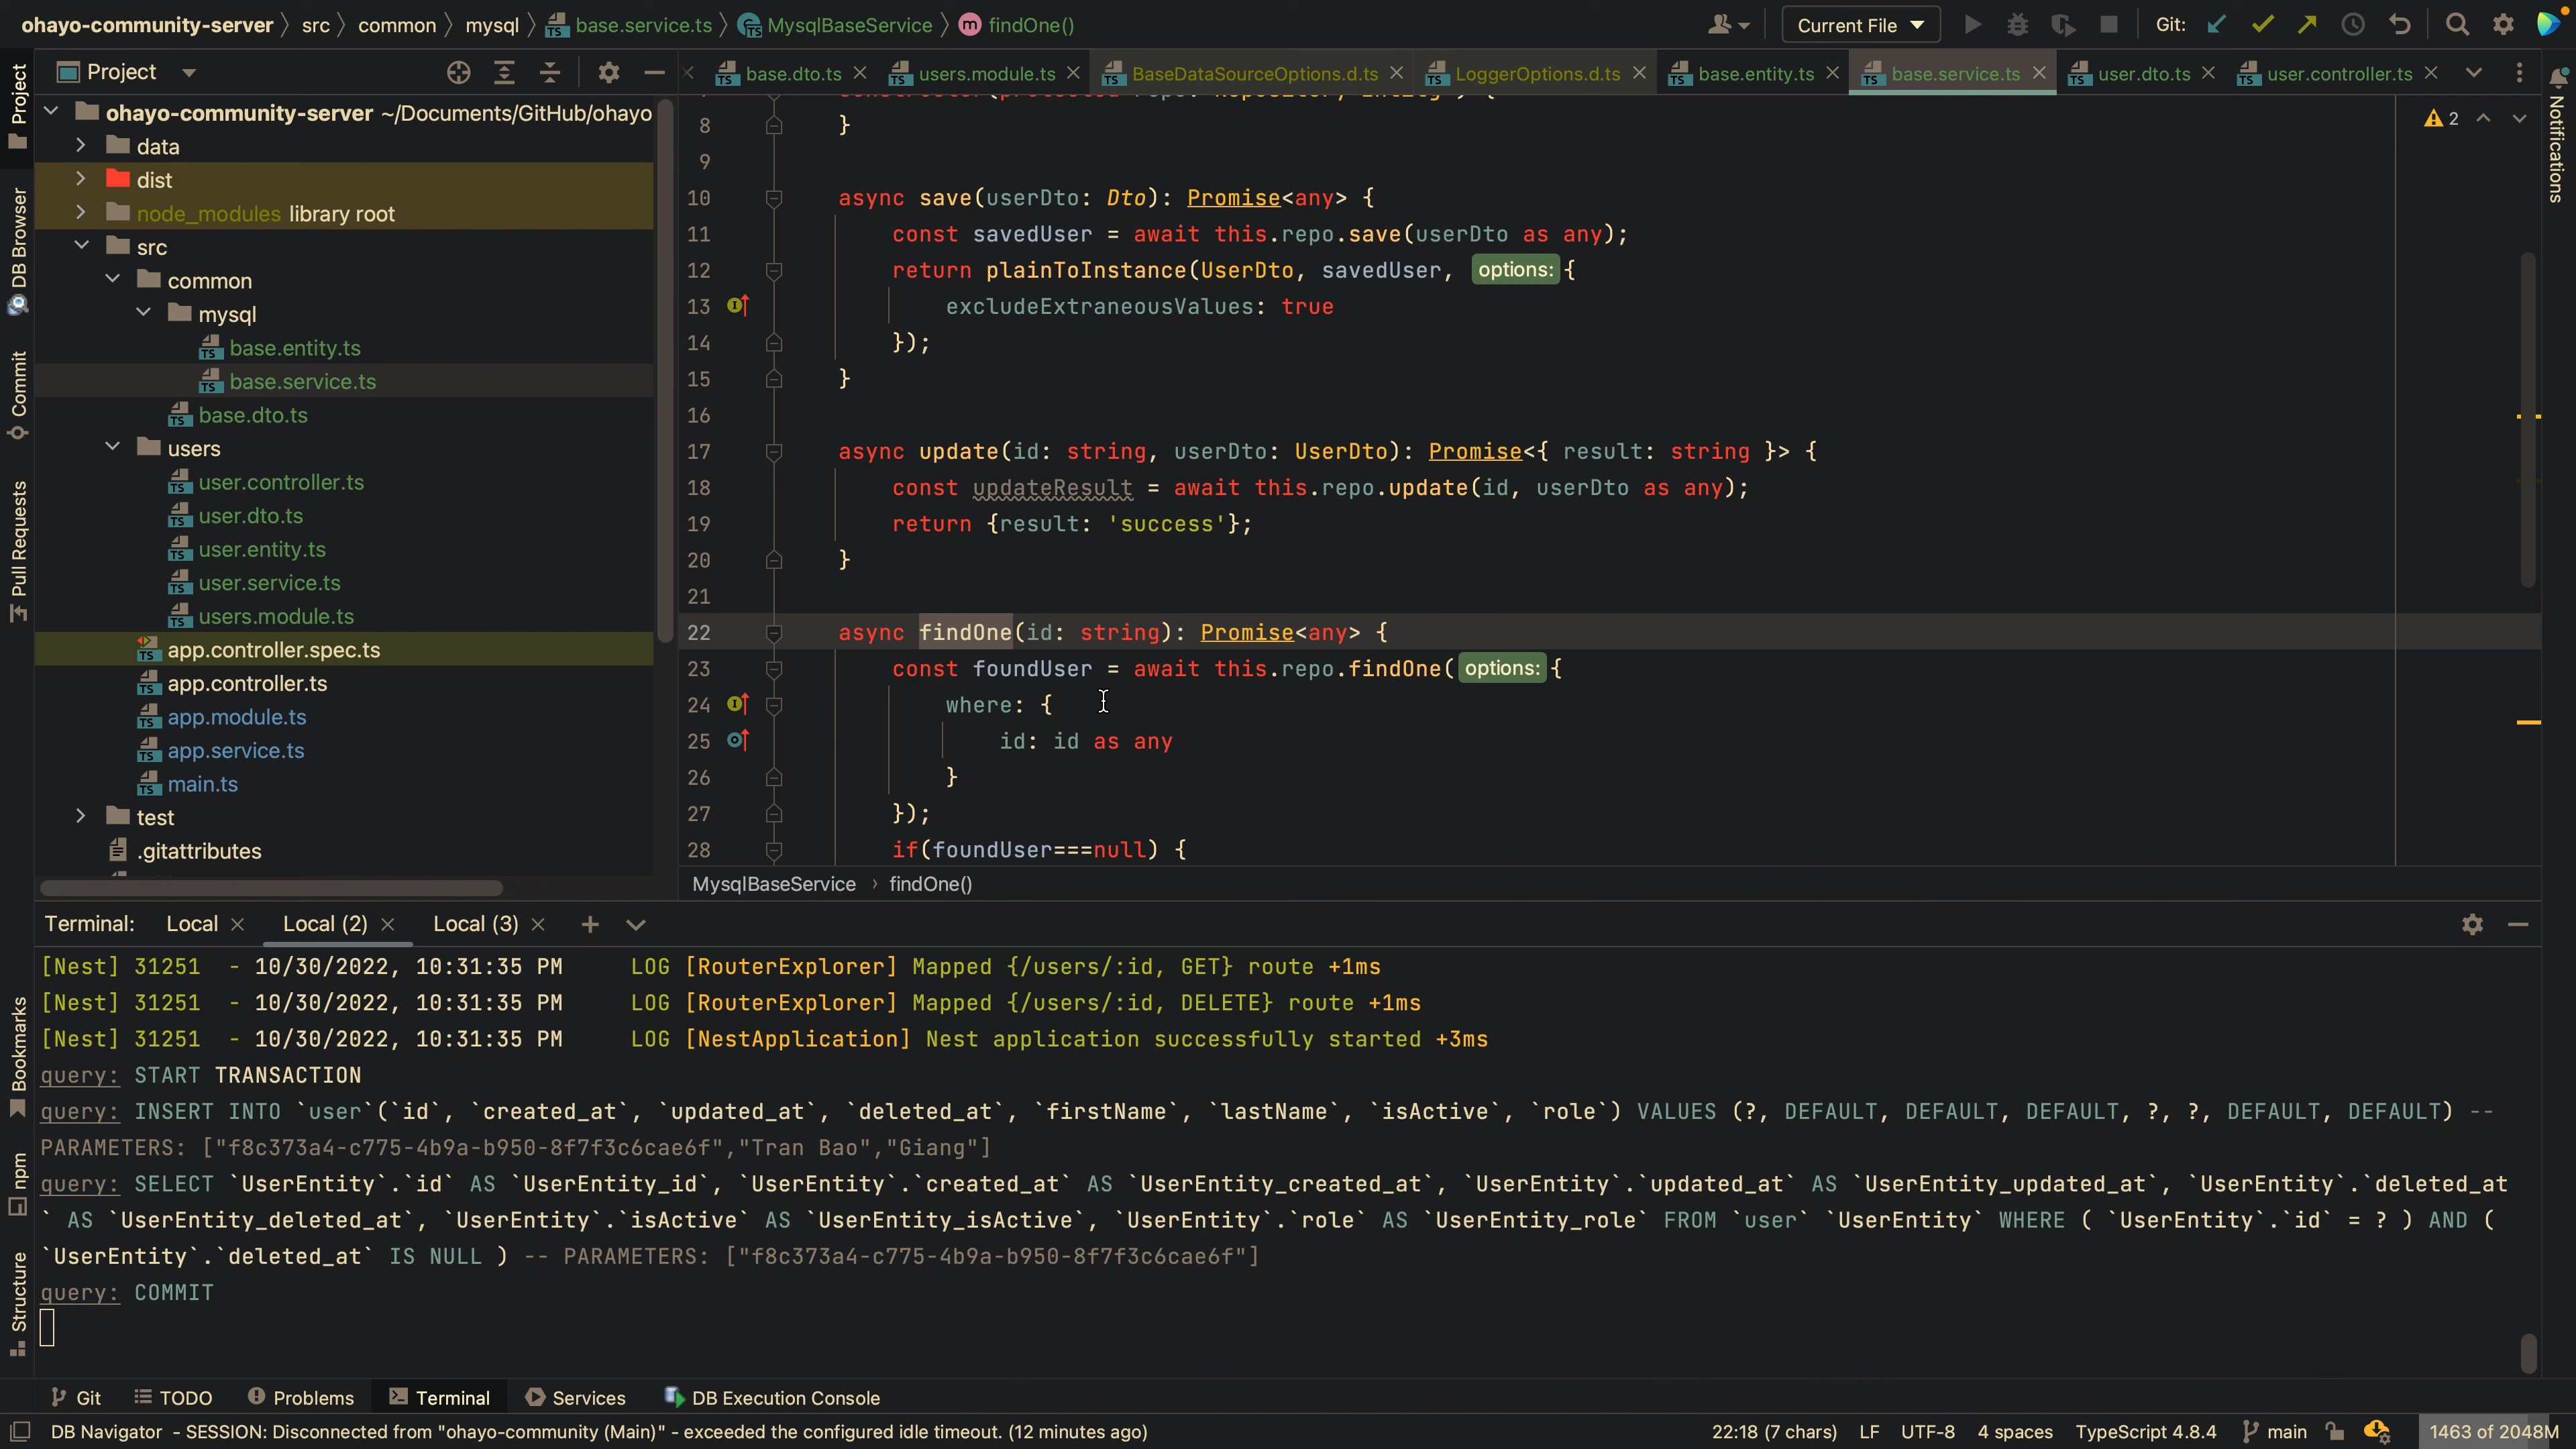 ohayo-community-server src common mysql base.service.ts MysqlBaseService findOne() Current File Git:
Project
base.dto.ts users.module.ts BaseDataSourceOptions.d.ts LoggerOptions.d.ts base.entity.ts base.service.ts user.dto.ts user.controller.ts
ohayo-community-server ~/Documents/GitHub/ohayo
data
dist
node_modules library root
src
common
mysql
base.entity.ts
base.service.ts
base.dto.ts
users
user.controller.ts
user.dto.ts
user.entity.ts
user.service.ts
users.module.ts
app.controller.spec.ts
app.controller.ts
app.module.ts
app.service.ts
main.ts
test
.gitattributes
Project
DB Browser
Commit
Pull Requests
Bookmarks
npm
Structure
Notifications
2
8 }
9
10 async save(userDto: Dto): Promise<any> {
11 const savedUser = await this.repo.save(userDto as any);
12 return plainToInstance(UserDto, savedUser, options: {
13 excludeExtraneousValues: true
14 });
15 }
16
17 async update(id: string, userDto: UserDto): Promise<{ result: string }> {
18 const updateResult = await this.repo.update(id, userDto as any);
19 return {result: 'success'};
20 }
21
22 async findOne(id: string): Promise<any> {
23 const foundUser = await this.repo.findOne( options: {
24 where: {
25 id: id as any
26 }
27 });
28 if(foundUser===null) {
MysqlBaseService › findOne()
Terminal: Local Local (2) Local (3)
[Nest] 31251 - 10/30/2022, 10:31:35 PM LOG [RouterExplorer] Mapped {/users/:id, GET} route +1ms
[Nest] 31251 - 10/30/2022, 10:31:35 PM LOG [RouterExplorer] Mapped {/users/:id, DELETE} route +1ms
[Nest] 31251 - 10/30/2022, 10:31:35 PM LOG [NestApplication] Nest application successfully started +3ms
query: START TRANSACTION
query: INSERT INTO `user`(`id`, `created_at`, `updated_at`, `deleted_at`, `firstName`, `lastName`, `isActive`, `role`) VALUES (?, DEFAULT, DEFAULT, DEFAULT, ?, ?, DEFAULT, DEFAULT) --
PARAMETERS: ["f8c373a4-c775-4b9a-b950-8f7f3c6cae6f","Tran Bao","Giang"]
query: SELECT `UserEntity`.`id` AS `UserEntity_id`, `UserEntity`.`created_at` AS `UserEntity_created_at`, `UserEntity`.`updated_at` AS `UserEntity_updated_at`, `UserEntity`.`deleted_at
` AS `UserEntity_deleted_at`, `UserEntity`.`isActive` AS `UserEntity_isActive`, `UserEntity`.`role` AS `UserEntity_role` FROM `user` `UserEntity` WHERE ( `UserEntity`.`id` = ? ) AND (
`UserEntity`.`deleted_at` IS NULL ) -- PARAMETERS: ["f8c373a4-c775-4b9a-b950-8f7f3c6cae6f"]
query: COMMIT
Git TODO Problems Terminal Services DB Execution Console
DB Navigator - SESSION: Disconnected from "ohayo-community (Main)" - exceeded the configured idle timeout. (12 minutes ago) 22:18 (7 chars) LF UTF-8 4 spaces TypeScript 4.8.4 main 1463 of 2048M